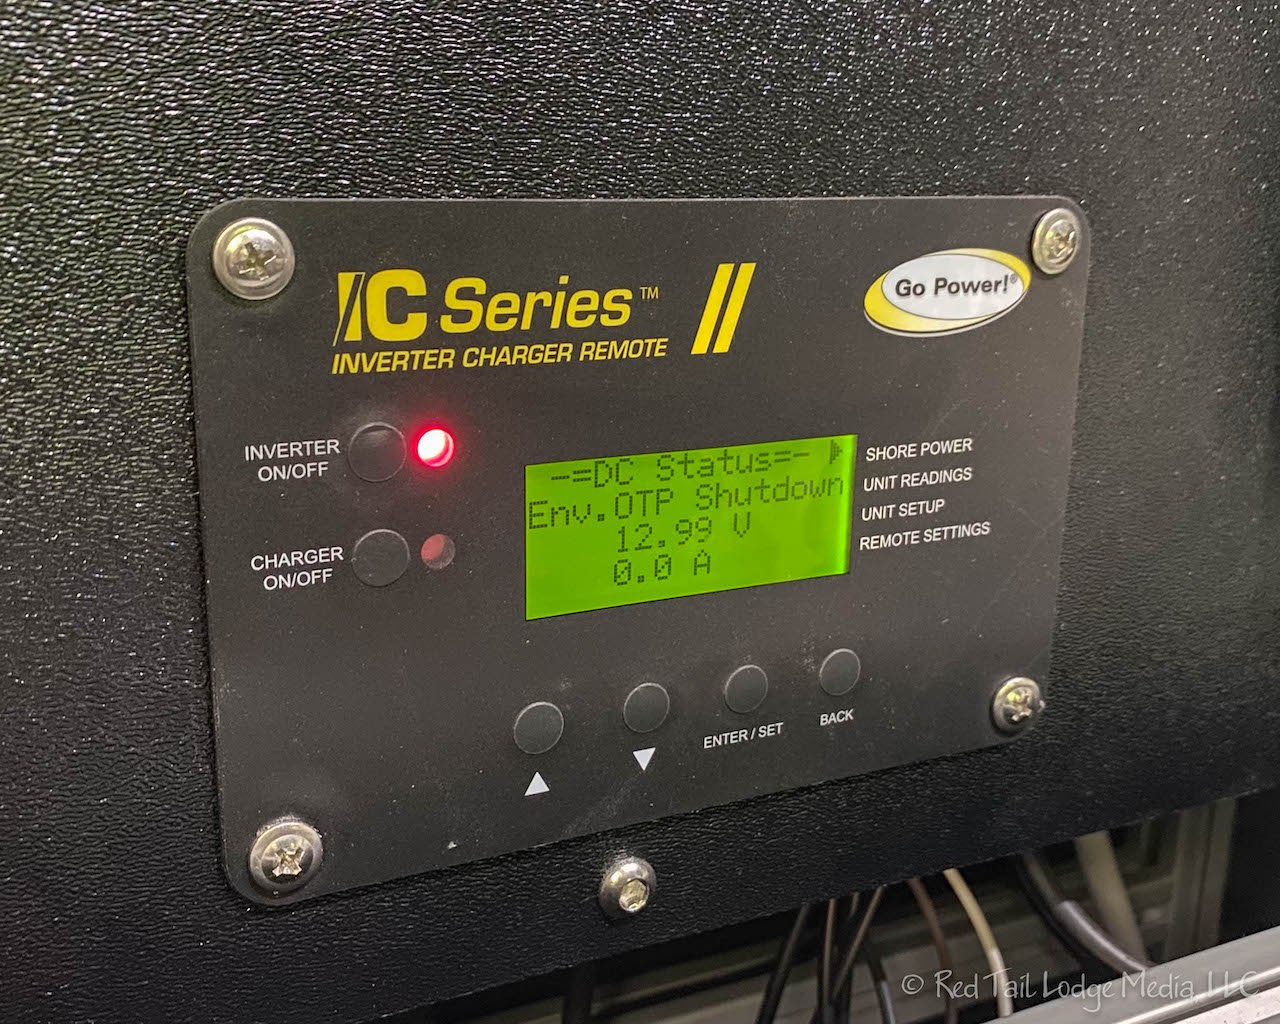 IC Series™
INVERTER CHARGER REMOTE
Go Power!®
INVERTER
ON/OFF
CHARGER
ON/OFF
-=DC Status=-
Env.OTP Shutdown
12.99 V
0.0 A
SHORE POWER
UNIT READINGS
UNIT SETUP
REMOTE SETTINGS
ENTER / SET
BACK
© Red Tail Lodge Media, LLC